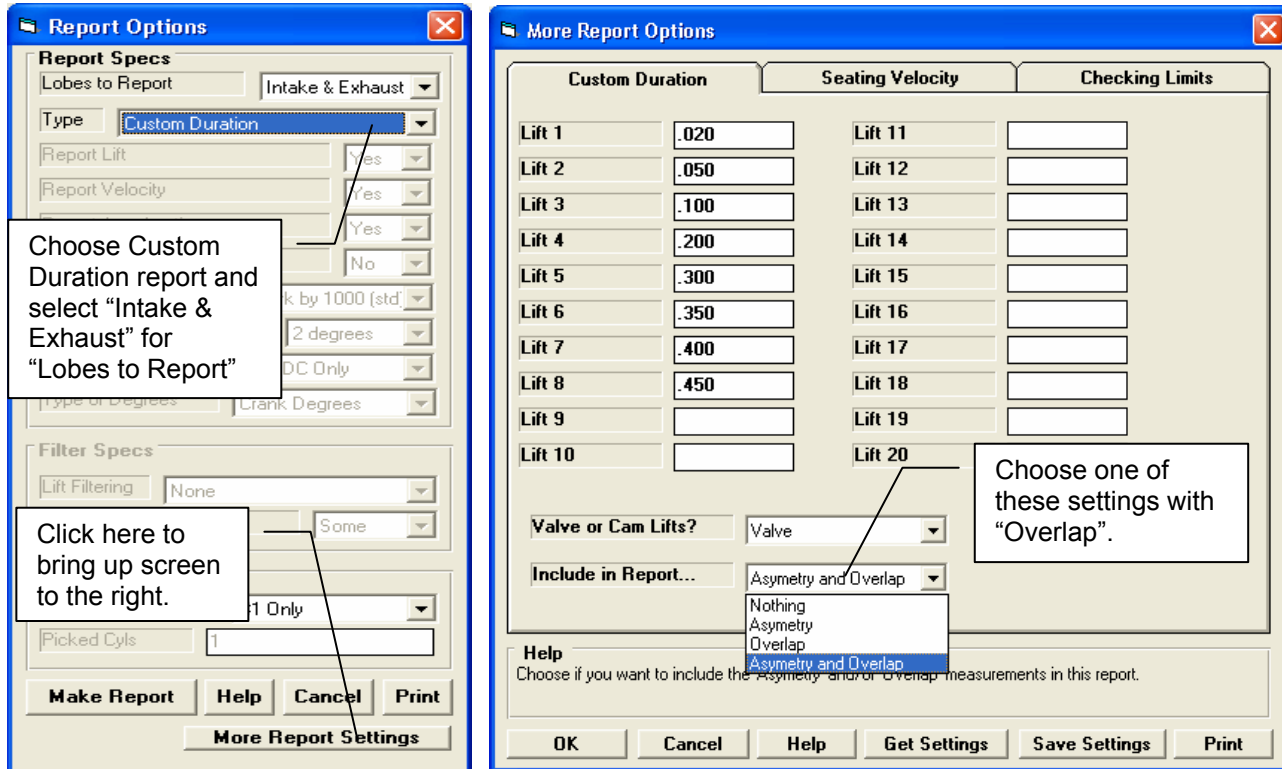 Report Options
Report Specs
Lobes to Report
Intake & Exhaust
Type
Custom Duration
Report Lift
Yes
Report Velocity
Yes
Yes
No
k by 1000 (std)
2 degrees
DC Only
Type of Degrees
Crank Degrees
Choose Custom
Duration report and
select “Intake &
Exhaust” for
“Lobes to Report”
Filter Specs
Lift Filtering
None
Some
Click here to
bring up screen
to the right.
1 Only
Picked Cyls
1
Make Report
Help
Cancel
Print
More Report Settings
More Report Options
Custom Duration
Seating Velocity
Checking Limits
Lift 1 .020 Lift 11
Lift 2 .050 Lift 12
Lift 3 .100 Lift 13
Lift 4 .200 Lift 14
Lift 5 .300 Lift 15
Lift 6 .350 Lift 16
Lift 7 .400 Lift 17
Lift 8 .450 Lift 18
Lift 9 Lift 19
Lift 10 Lift 20
Choose one of
these settings with
“Overlap”.
Valve or Cam Lifts?
Valve
Include in Report...
Asymetry and Overlap
Nothing
Asymetry
Overlap
Asymetry and Overlap
Help
Choose if you want to include the 'Asymetry' and/or 'Overlap' measurements in this report.
OK
Cancel
Help
Get Settings
Save Settings
Print